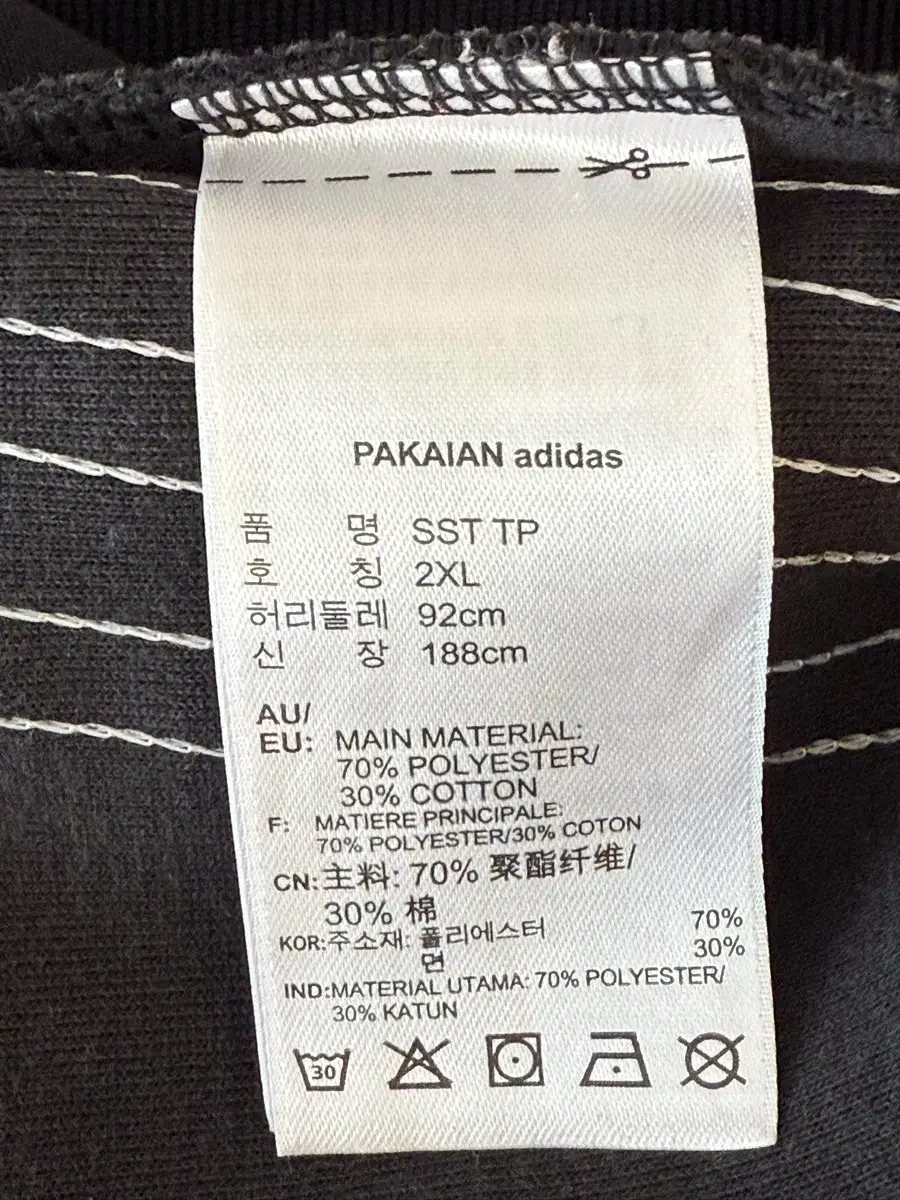 PAKAIAN adidas
품 명 SST TP
호 칭 2XL
허리둘레 92cm
신 장 188cm
AU/
EU: MAIN MATERIAL:
70% POLYESTER/
30% COTTON
F: MATIERE PRINCIPALE:
70% POLYESTER/30% COTON
CN:主料: 70% 聚酯纤维/
30% 棉
KOR:주소재: 폴리에스터 70%
면 30%
IND:MATERIAL UTAMA: 70% POLYESTER/
30% KATUN
30